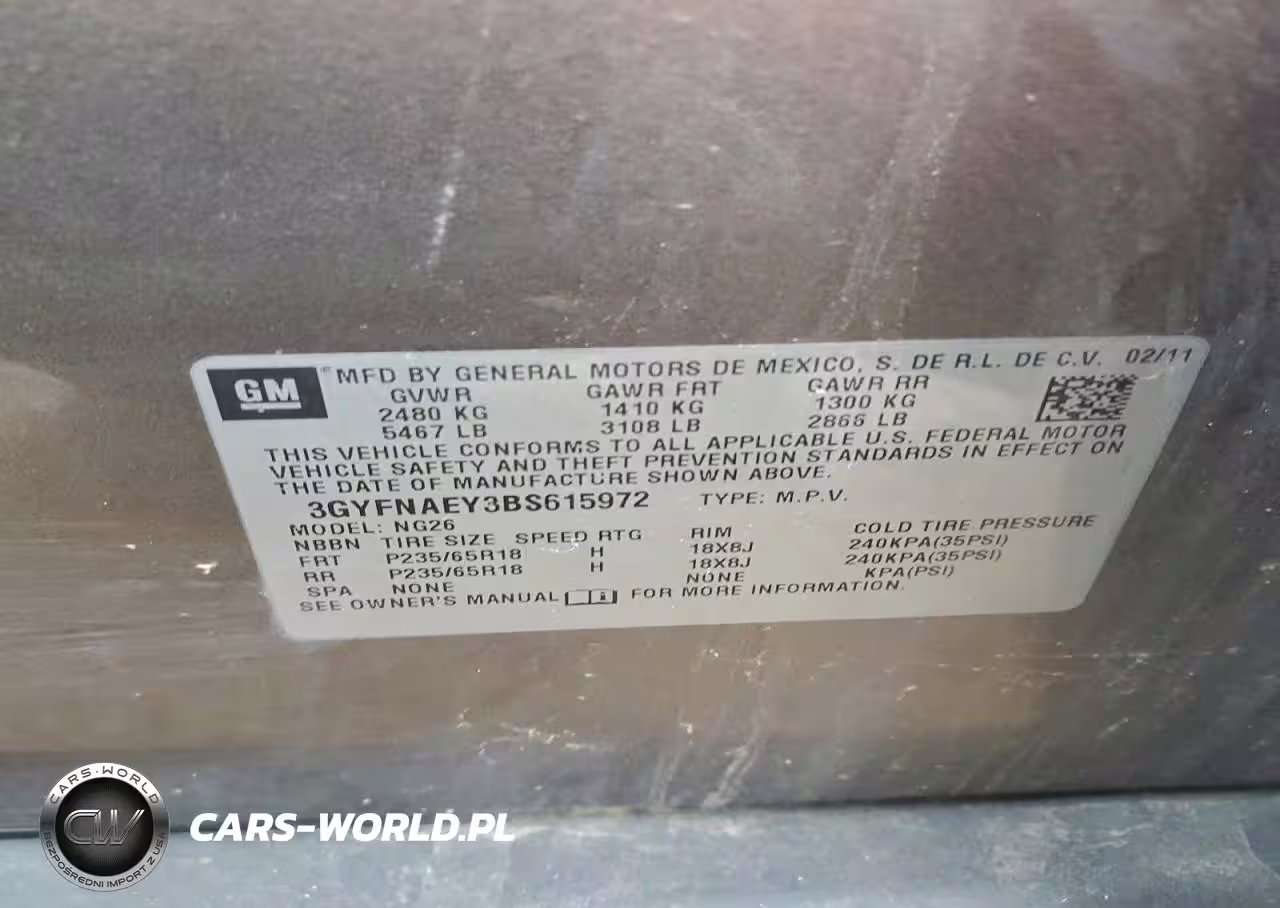 GM
MFD BY GENERAL MOTORS DE MEXICO, S. DE R.L. DE C.V. 02/11
GVWR GAWR FRT GAWR RR
2480 KG 1410 KG 1300 KG
5467 LB 3108 LB 2866 LB
THIS VEHICLE CONFORMS TO ALL APPLICABLE U.S. FEDERAL MOTOR
VEHICLE SAFETY AND THEFT PREVENTION STANDARDS IN EFFECT ON
THE DATE OF MANUFACTURE SHOWN ABOVE.
3GYFNAEY3BS615972 TYPE: M.P.V.
MODEL: NG26
NBBN TIRE SIZE SPEED RTG RIM COLD TIRE PRESSURE
FRT P235/65R18 H 18X8J 240KPA(35PSI)
RR P235/65R18 H 18X8J 240KPA(35PSI)
SPA NONE NONE KPA(PSI)
SEE OWNER'S MANUAL FOR MORE INFORMATION.
CARS-WORLD
CW
BEZPOŚREDNI IMPORT Z USA
CARS-WORLD.PL